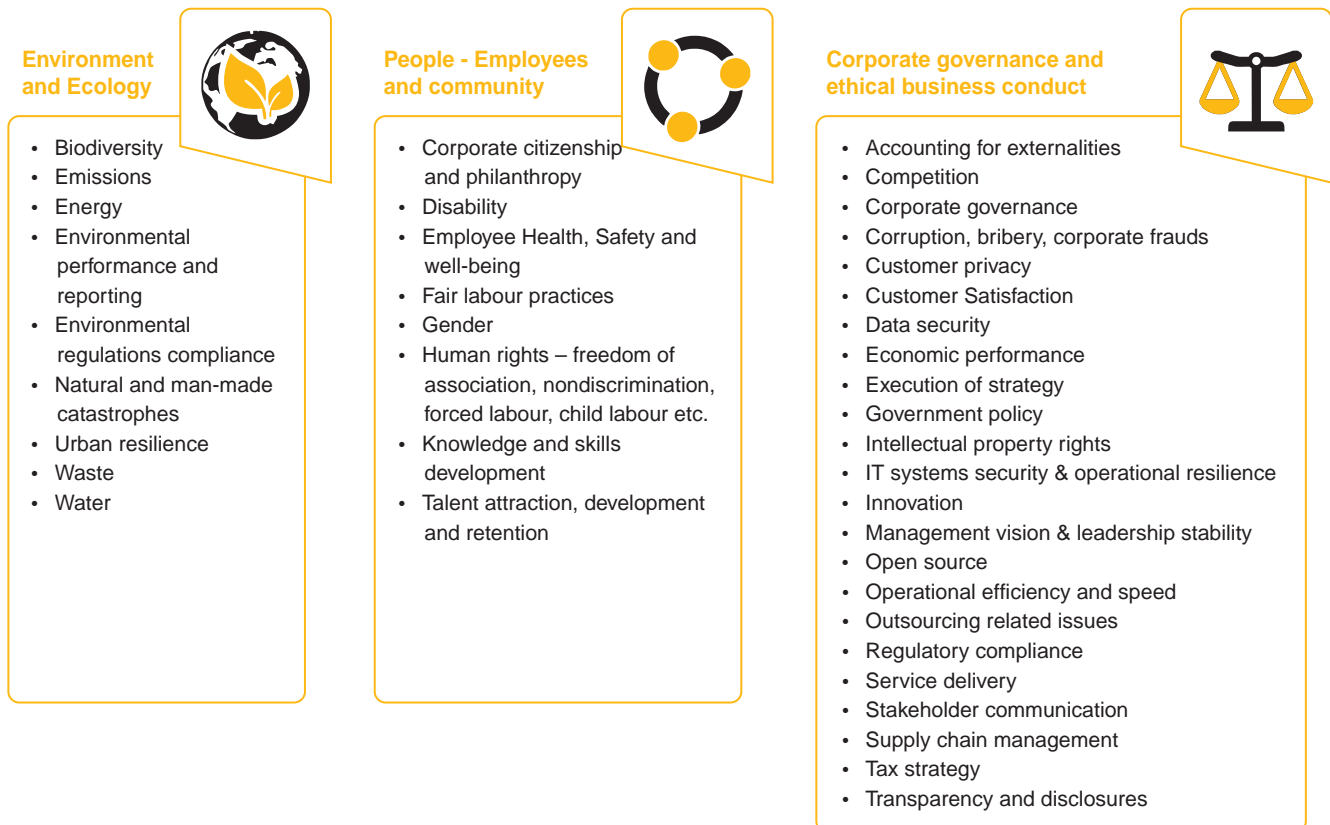 Environment
and Ecology
• Biodiversity
• Emissions
• Energy
• Environmental
performance and
reporting
• Environmental
regulations compliance
• Natural and man-made
catastrophes
• Urban resilience
• Waste
• Water
People - Employees
and community
• Corporate citizenship
and philanthropy
• Disability
• Employee Health, Safety and
well-being
• Fair labour practices
• Gender
• Human rights – freedom of
association, nondiscrimination,
forced labour, child labour etc.
• Knowledge and skills
development
• Talent attraction, development
and retention
Corporate governance and
ethical business conduct
• Accounting for externalities
• Competition
• Corporate governance
• Corruption, bribery, corporate frauds
• Customer privacy
• Customer Satisfaction
• Data security
• Economic performance
• Execution of strategy
• Government policy
• Intellectual property rights
• IT systems security & operational resilience
• Innovation
• Management vision & leadership stability
• Open source
• Operational efficiency and speed
• Outsourcing related issues
• Regulatory compliance
• Service delivery
• Stakeholder communication
• Supply chain management
• Tax strategy
• Transparency and disclosures